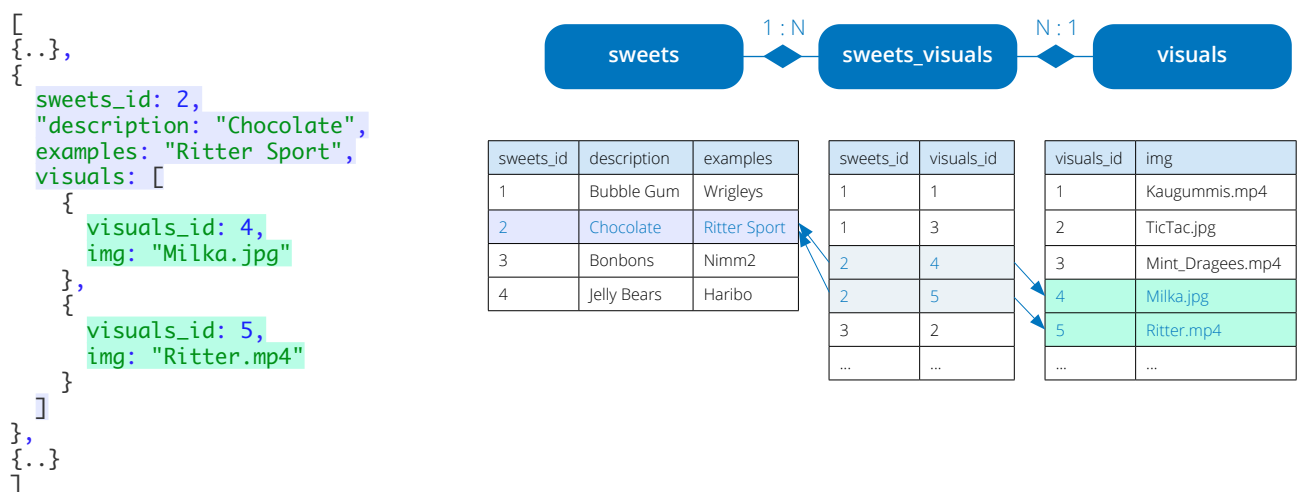 [
{..},
{
sweets_id: 2,
"description: "Chocolate",
examples: "Ritter Sport",
visuals: [
{
visuals_id: 4,
img: "Milka.jpg"
},
{
visuals_id: 5,
img: "Ritter.mp4"
}
]
},
{..}
]
1 : N
N : 1
sweets
sweets_visuals
visuals
sweets_id description examples
1 Bubble Gum Wrigleys
2 Chocolate Ritter Sport
3 Bonbons Nimm2
4 Jelly Bears Haribo
sweets_id visuals_id
1 1
1 3
2 4
2 5
3 2
... ...
visuals_id img
1 Kaugummis.mp4
2 TicTac.jpg
3 Mint_Dragees.mp4
4 Milka.jpg
5 Ritter.mp4
... ...